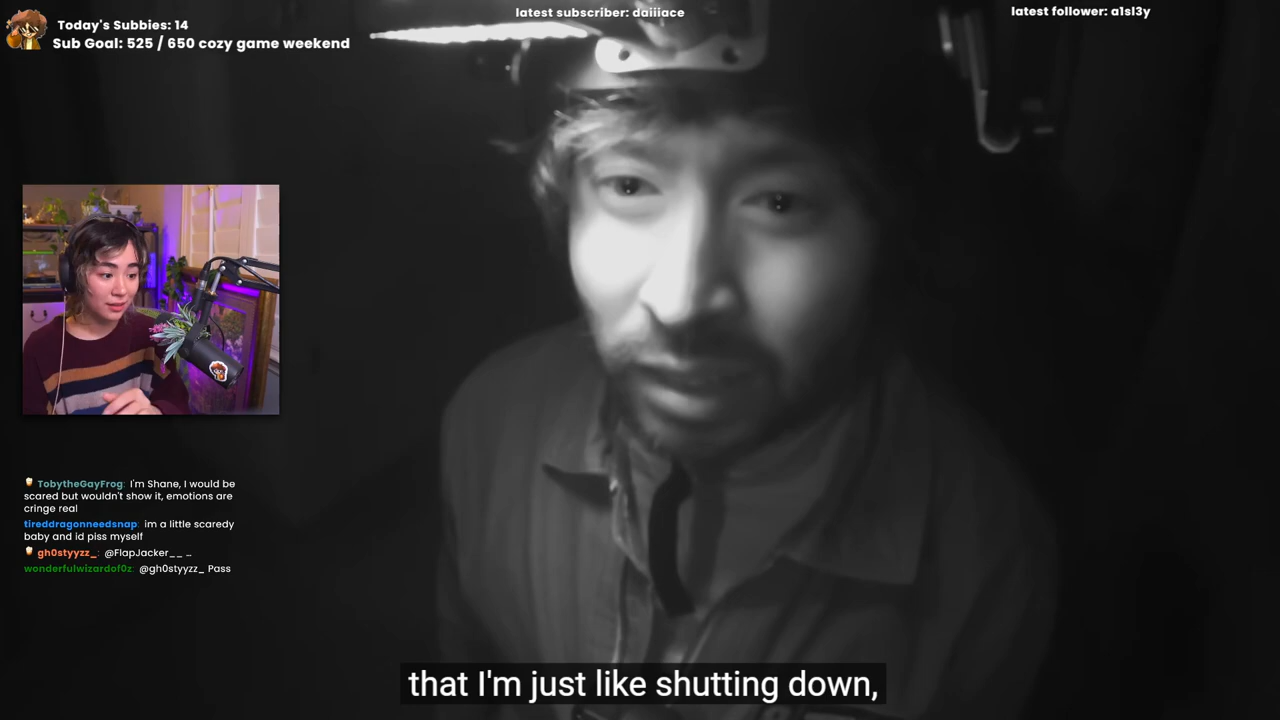 Today's Subbies: 14
Sub Goal: 525 / 650 cozy game weekend
latest subscriber: daiiiace
latest follower: a1sl3y
TobytheGayFrog: I'm Shane, I would be
scared but wouldn't show it, emotions are
cringe real
tireddragonneedsnap: im a little scaredy
baby and id piss myself
gh0styyzz_: @FlapJacker__ ...
wonderfulwizardof0z: @gh0styyzz_ Pass
that I'm just like shutting down,